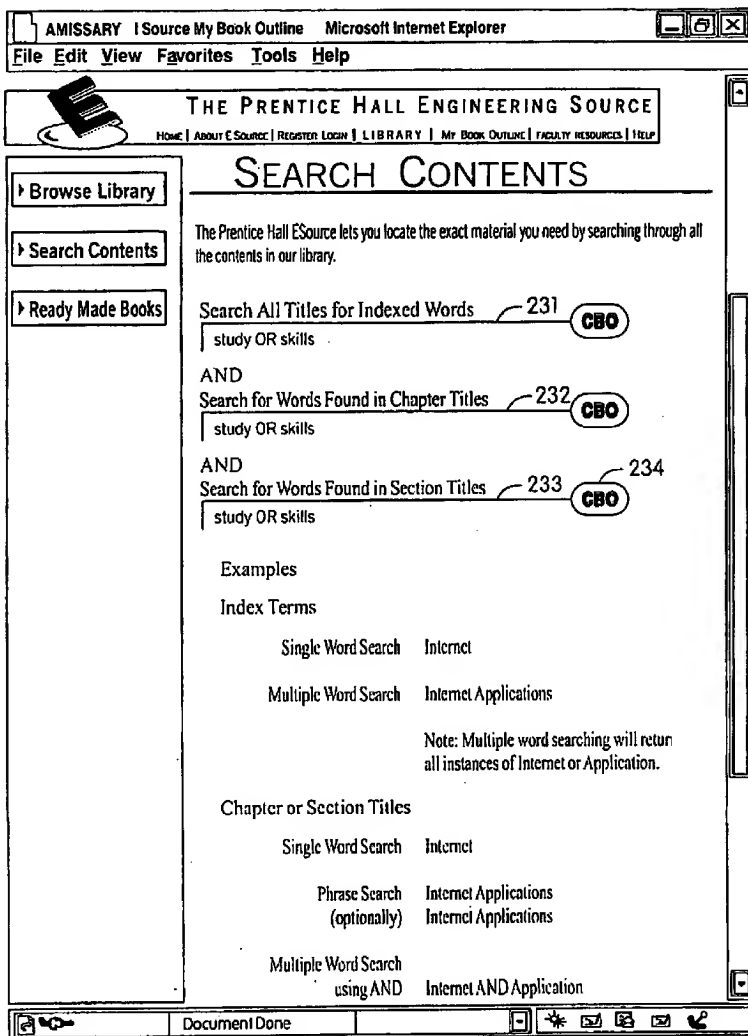 AMISSARY I Source My Book Outline Microsoft Internet Explorer
File Edit View Favorites Tools Help
THE PRENTICE HALL ENGINEERING SOURCE
HOME | ABOUT ESOURCE | REGISTER LOGIN | LIBRARY | MY BOOK OUTLINE | FACULTY RESOURCES | HELP
Browse Library
Search Contents
Ready Made Books
SEARCH CONTENTS
The Prentice Hall ESource lets you locate the exact material you need by searching through all
the contents in our library.
Search All Titles for Indexed Words 231 CBO
study OR skills
AND
Search for Words Found in Chapter Titles 232 CBO
study OR skills
AND
234
Search for Words Found in Section Titles 233 CBO
study OR skills
Examples
Index Terms
Single Word Search Internet
Multiple Word Search Internet Applications
Note: Multiple word searching will return
all instances of Internet or Application.
Chapter or Section Titles
Single Word Search Internet
Phrase Search Internet Applications
(optionally) Internet Applications
Multiple Word Search
using AND Internet AND Application
Document Done